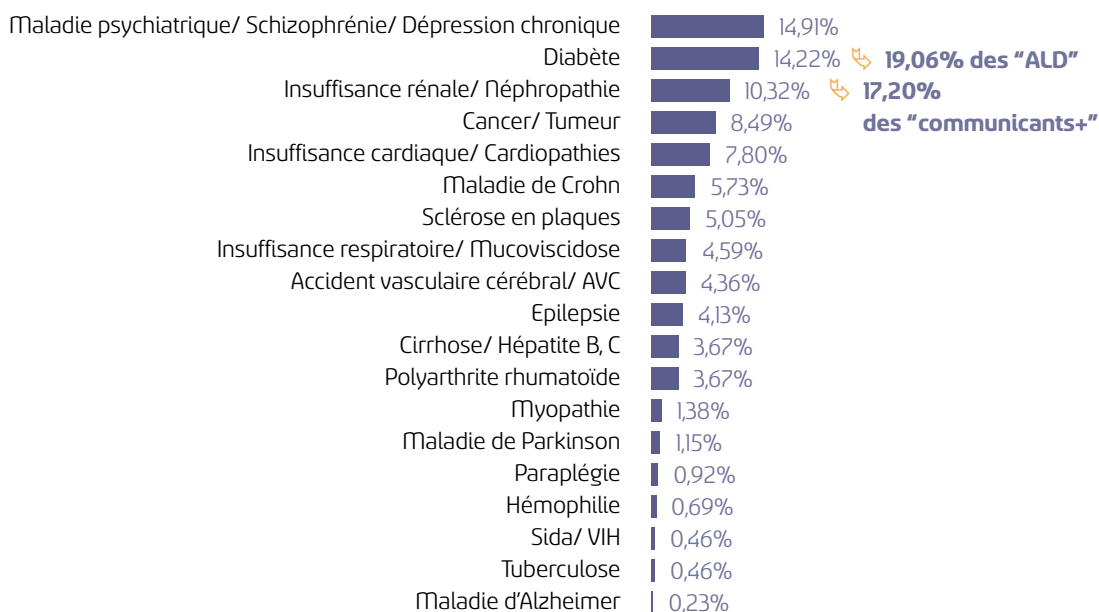 Maladie psychiatrique/ Schizophrénie/ Dépression chronique 14,91%
Diabète 14,22% 19,06% des “ALD”
Insuffisance rénale/ Néphropathie 10,32% 17,20%
Cancer/ Tumeur 8,49% des “communicants+”
Insuffisance cardiaque/ Cardiopathies 7,80%
Maladie de Crohn 5,73%
Sclérose en plaques 5,05%
Insuffisance respiratoire/ Mucoviscidose 4,59%
Accident vasculaire cérébral/ AVC 4,36%
Epilepsie 4,13%
Cirrhose/ Hépatite B, C 3,67%
Polyarthrite rhumatoïde 3,67%
Myopathie 1,38%
Maladie de Parkinson 1,15%
Paraplégie 0,92%
Hémophilie 0,69%
Sida/ VIH 0,46%
Tuberculose 0,46%
Maladie d’Alzheimer 0,23%